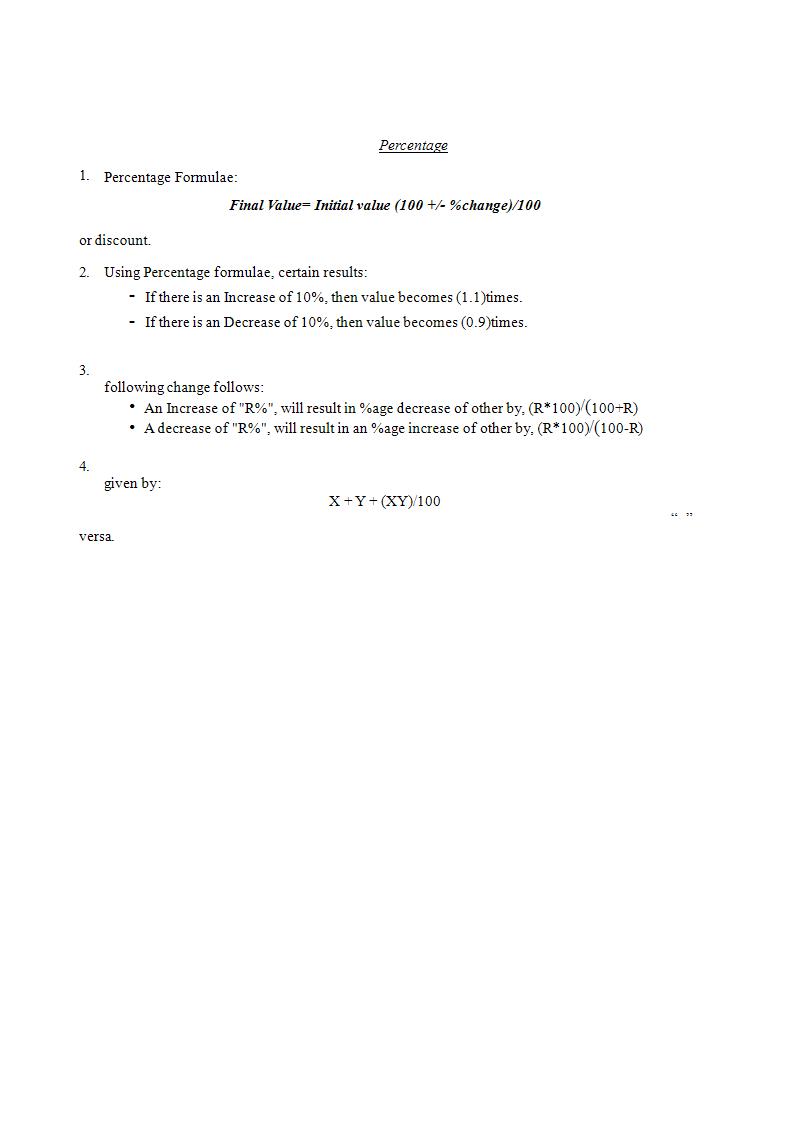 Percentage
1. Percentage Formulae:
Final Value= Initial value (100 +/- %change)/100
or discount.
2. Using Percentage formulae, certain results:
- If there is an Increase of 10%, then value becomes (1.1)times.
- If there is an Decrease of 10%, then value becomes (0.9)times.
3.
following change follows:
• An Increase of "R%", will result in %age decrease of other by, (R*100)/(100+R)
• A decrease of "R%", will result in an %age increase of other by, (R*100)/(100-R)
4.
given by:
X + Y + (XY)/100
“ ”
versa.